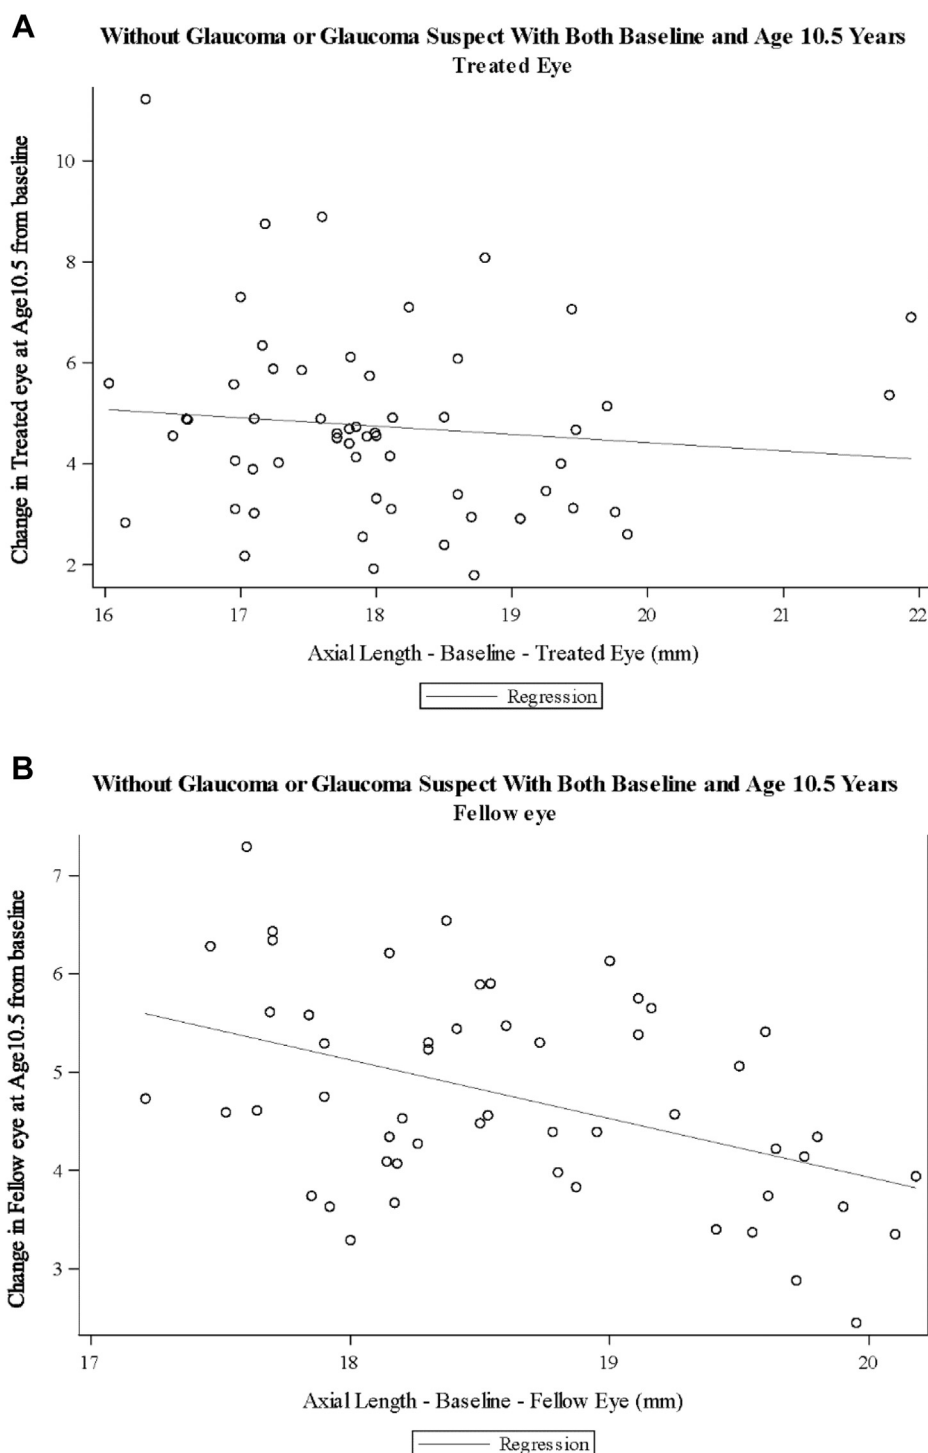 A
Without Glaucoma or Glaucoma Suspect With Both Baseline and Age 10.5 Years
Treated Eye
Change in Treated eye at Age10.5 from baseline
10
8
6
4
2
16 17 18 19 20 21 22
Axial Length - Baseline - Treated Eye (mm)
Regression
B
Without Glaucoma or Glaucoma Suspect With Both Baseline and Age 10.5 Years
Fellow eye
Change in Fellow eye at Age10.5 from baseline
7
6
5
4
3
17 18 19 20
Axial Length - Baseline - Fellow Eye (mm)
Regression